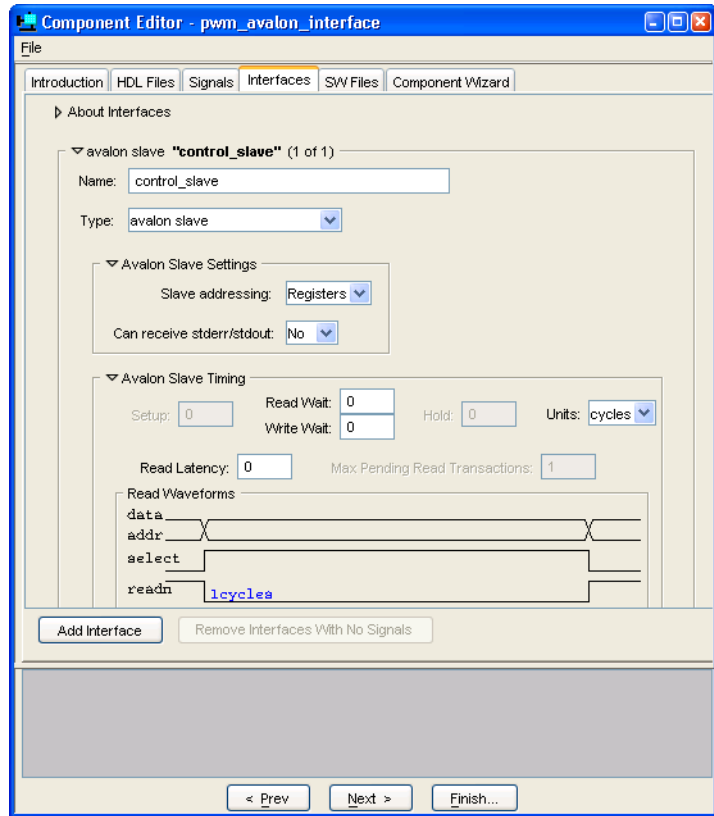 Component Editor - pwm_avalon_interface
File
Introduction HDL Files Signals Interfaces SW Files Component Wizard
About Interfaces
avalon slave "control_slave" (1 of 1)
Name: control_slave
Type: avalon slave
Avalon Slave Settings
Slave addressing: Registers
Can receive stderr/stdout: No
Avalon Slave Timing
Setup: 0 Read Wait: 0 Hold: 0 Units: cycles
Write Wait: 0
Read Latency: 0 Max Pending Read Transactions: 1
Read Waveforms
data
addr
select
readn 1cycles
Add Interface Remove Interfaces With No Signals
< Prev Next > Finish...